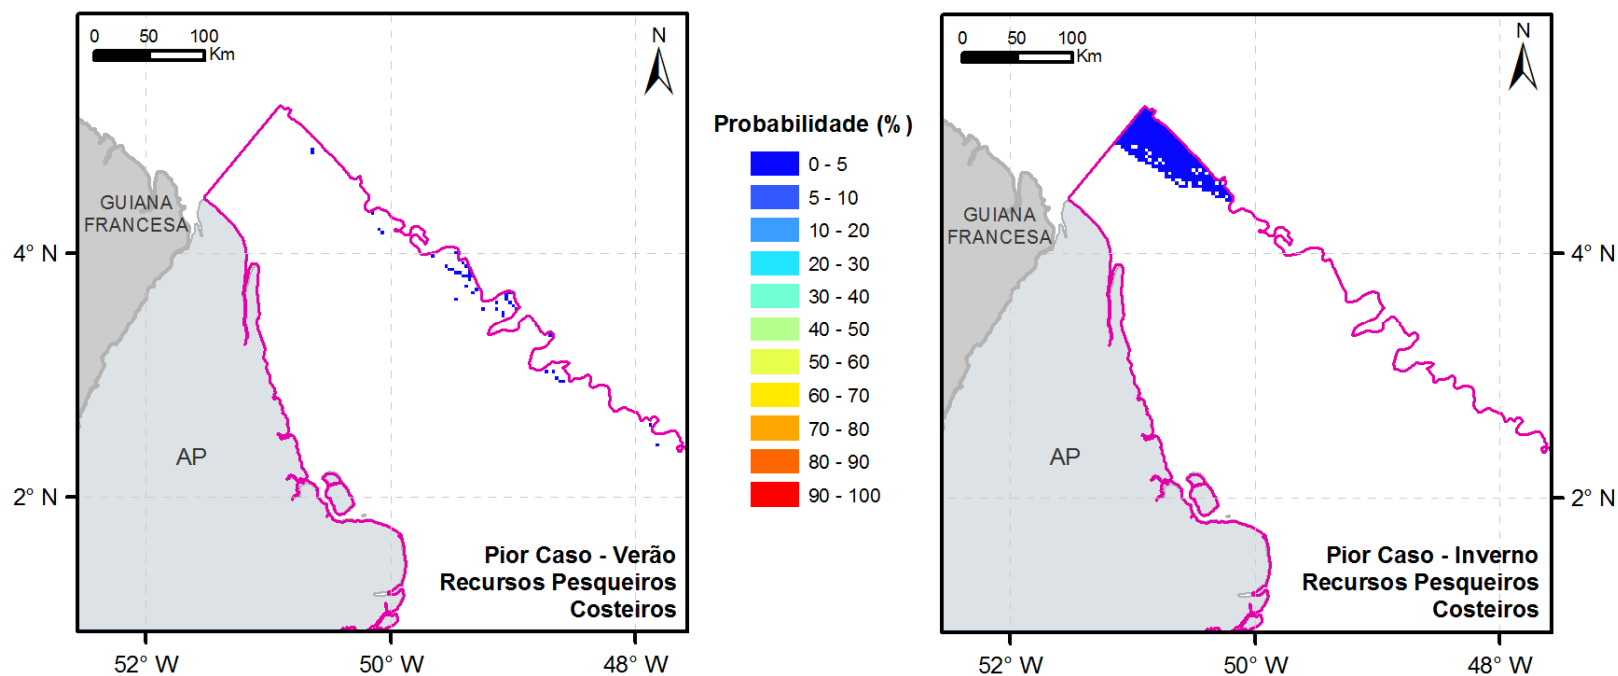 0 50 100
Km
N
GUIANA
FRANCESA
4° N
AP
2° N
Pior Caso - Verão
Recursos Pesqueiros
Costeiros
52° W 50° W 48° W
Probabilidade (%)
0 - 5
5 - 10
10 - 20
20 - 30
30 - 40
40 - 50
50 - 60
60 - 70
70 - 80
80 - 90
90 - 100
0 50 100
Km
N
GUIANA
FRANCESA
4° N
AP
2° N
Pior Caso - Inverno
Recursos Pesqueiros
Costeiros
52° W 50° W 48° W